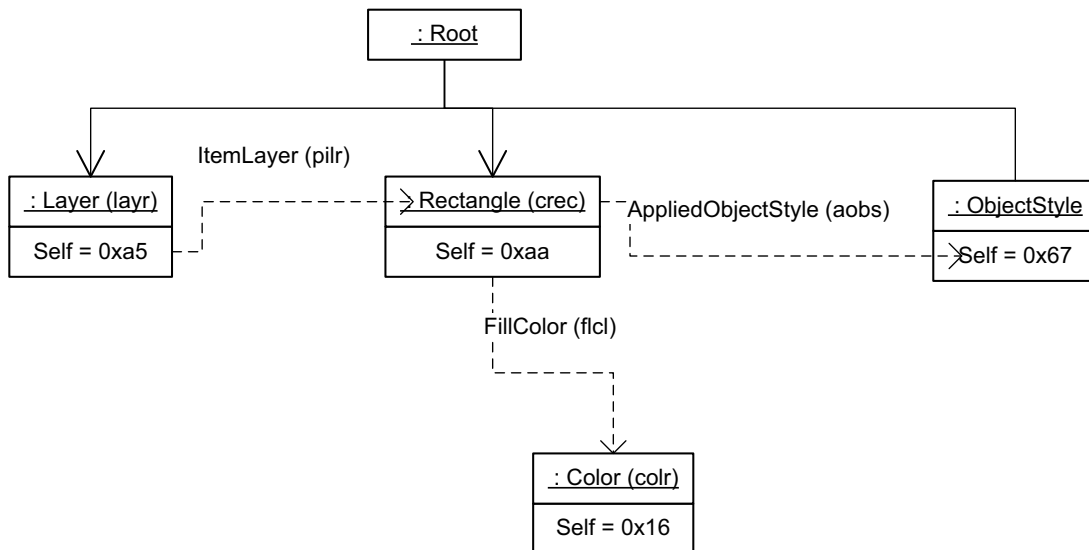 : Root
ItemLayer (pilr)
: Layer (layr)
Self = 0xa5
: Rectangle (crec)
Self = 0xaa
AppliedObjectStyle (aobs)
: ObjectStyle
Self = 0x67
FillColor (flcl)
: Color (colr)
Self = 0x16